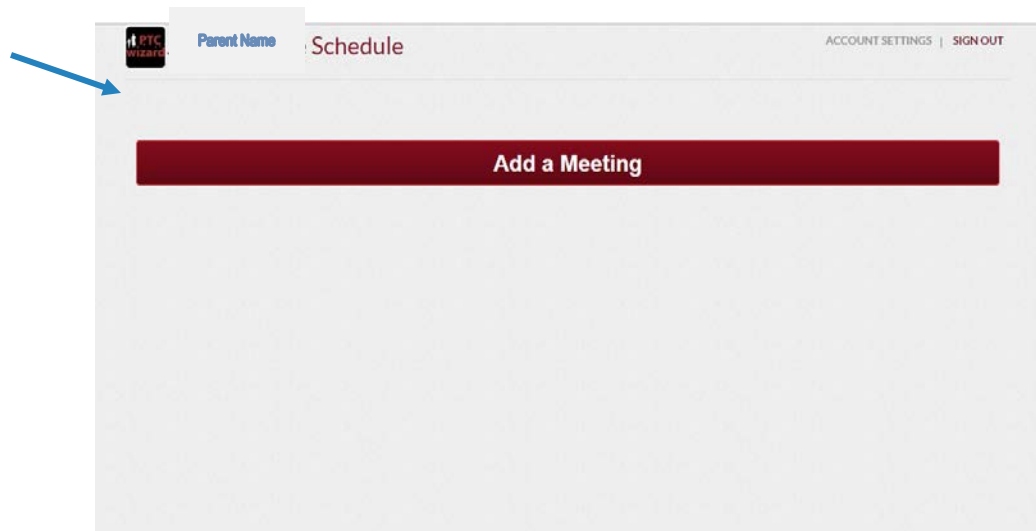 PTC
wizard
Parent Name
Schedule
ACCOUNT SETTINGS | SIGN OUT
Add a Meeting